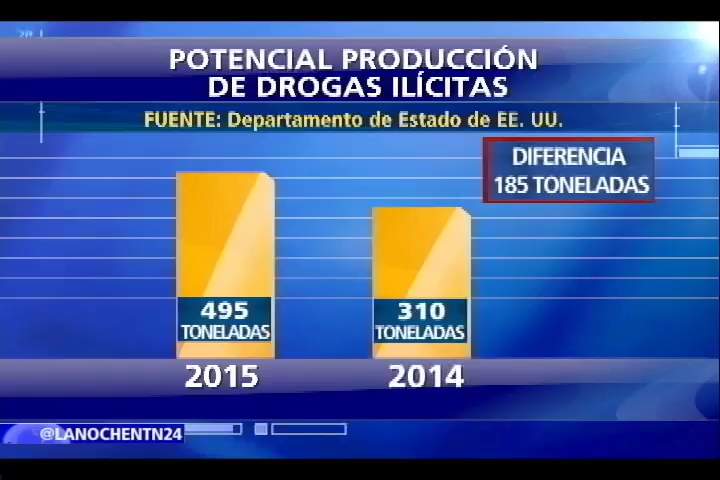 POTENCIAL PRODUCCIÓN
DE DROGAS ILÍCITAS
FUENTE: Departamento de Estado de EE. UU.
DIFERENCIA
185 TONELADAS
495
TONELADAS
310
TONELADAS
2015
2014
@LANOCHENTN24